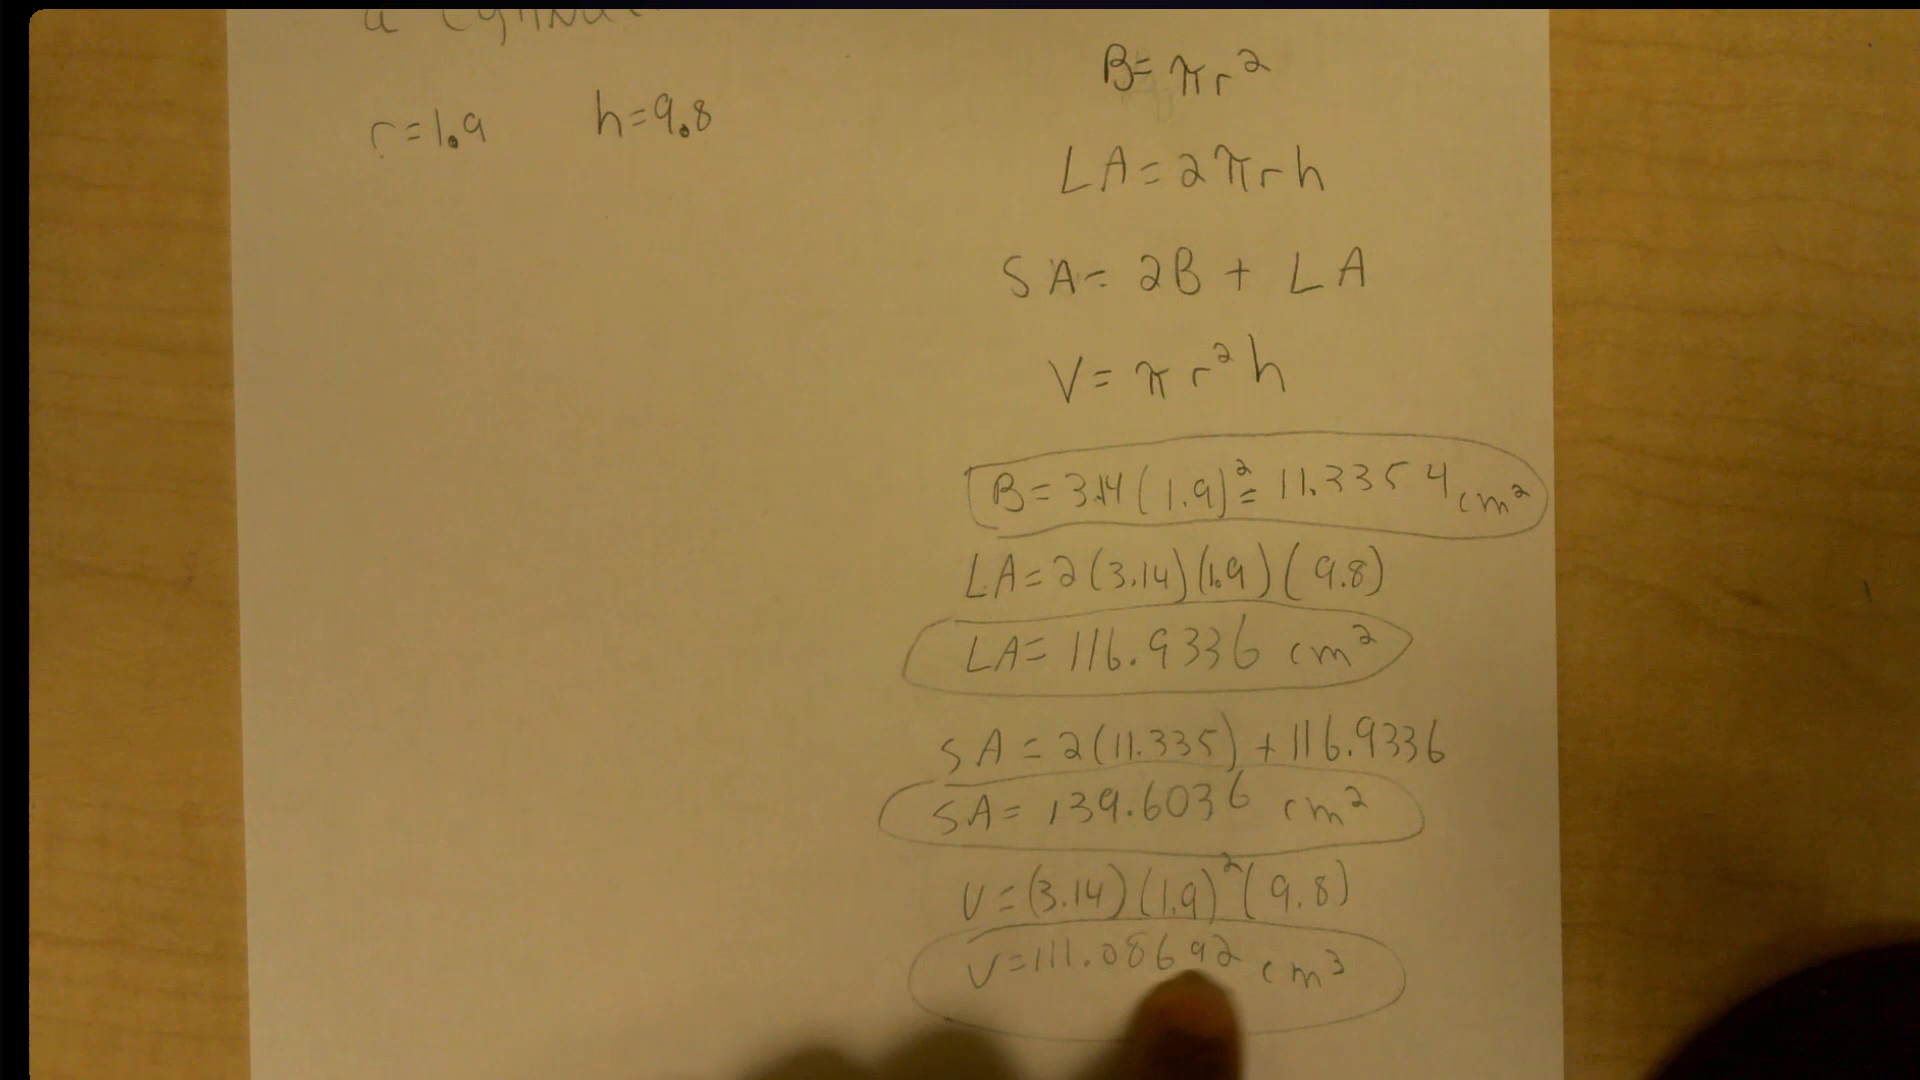 a
r=1.9 h=9.8
B= πr²
LA=2πrh
SA= 2B + LA
V= πr²h
B= 3.14(1.9)²= 11.3354 cm²
LA=2(3.14)(1.9)(9.8)
LA= 116.9336 cm²
SA = 2(11.335)+116.9336
SA= 139.6036 cm²
V=(3.14)(1.9)²(9.8)
V=111.08692 cm³